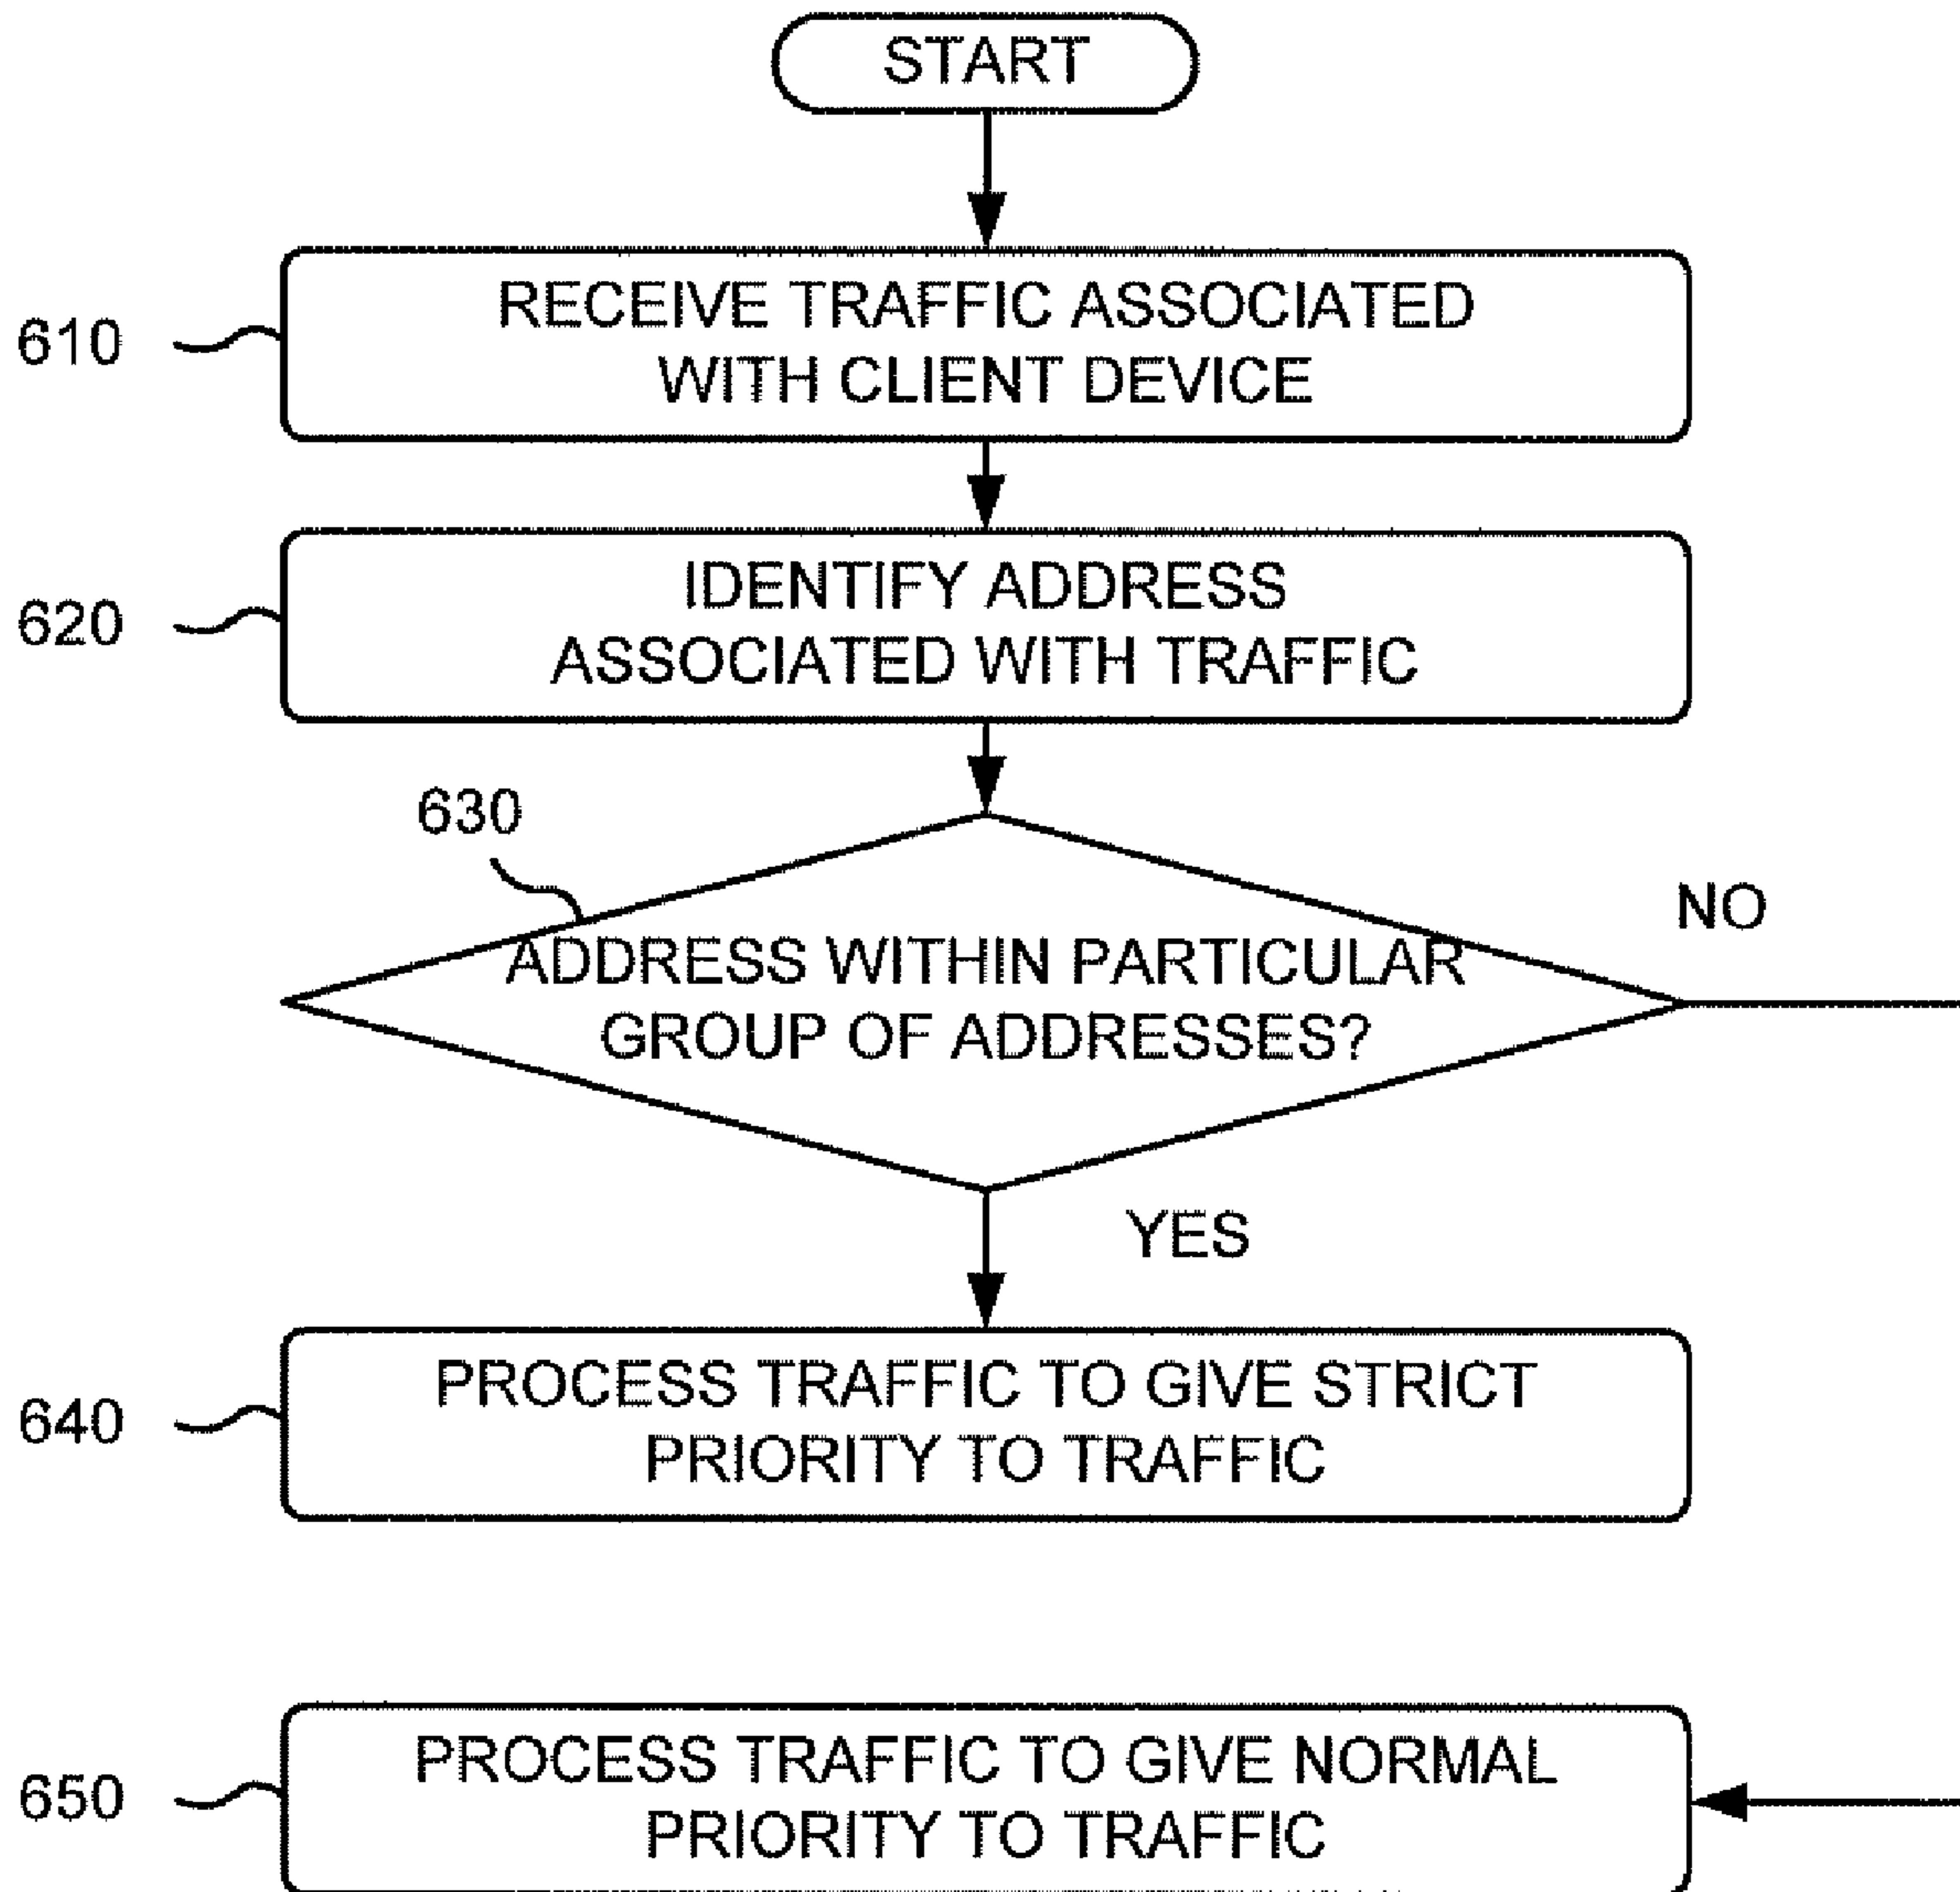 START
610
RECEIVE TRAFFIC ASSOCIATED
WITH CLIENT DEVICE
620
IDENTIFY ADDRESS
ASSOCIATED WITH TRAFFIC
630
NO
ADDRESS WITHIN PARTICULAR
GROUP OF ADDRESSES?
YES
640
PROCESS TRAFFIC TO GIVE STRICT
PRIORITY TO TRAFFIC
650
PROCESS TRAFFIC TO GIVE NORMAL
PRIORITY TO TRAFFIC